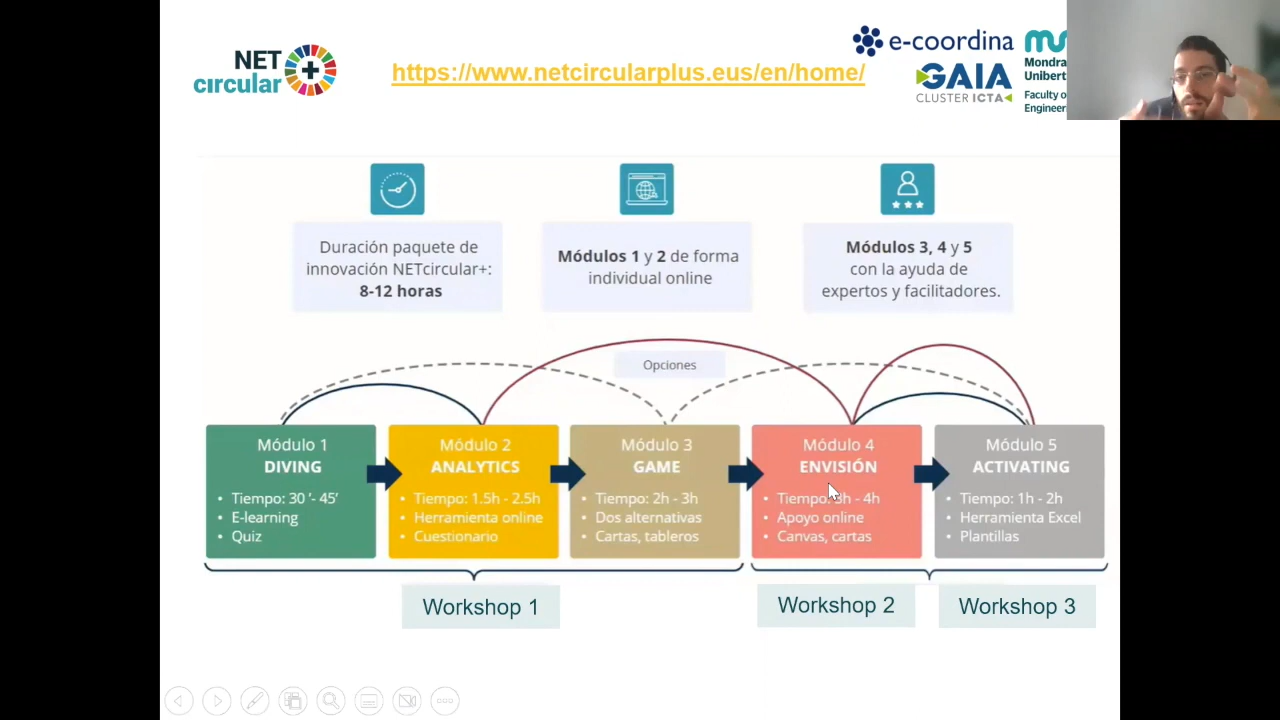 NET
circular
https://www.netcircularplus.eus/en/home/
e-coordina
GAIA
CLUSTER ICTA
Faculty
Duración paquete de
innovación NETcircular+:
8-12 horas
Módulos 1 y 2 de forma
individual online
Módulos 3, 4 y 5
con la ayuda de
expertos y facilitadores.
Opciones
Módulo 1
DIVING
• Tiempo: 30 '- 45'
• E-learning
• Quiz
Módulo 2
ANALYTICS
• Tiempo: 1.5h - 2.5h
• Herramienta online
• Cuestionario
Módulo 3
GAME
• Tiempo: 2h - 3h
• Dos alternativas
• Cartas, tableros
Módulo 4
ENVISIÓN
• Tiempo: - 4h
• Apoyo online
• Canvas, cartas
Módulo 5
ACTIVATING
• Tiempo: 1h - 2h
• Herramienta Excel
• Plantillas
Workshop 1
Workshop 2
Workshop 3